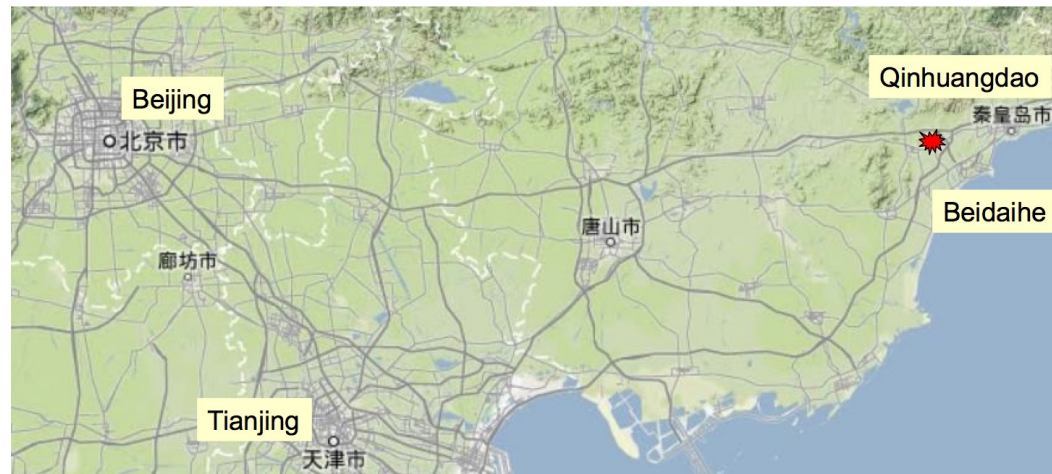 Qinhuangdao
Beijing
秦皇岛市
北京市
Beidaihe
唐山市
廊坊市
Tianjing
天津市